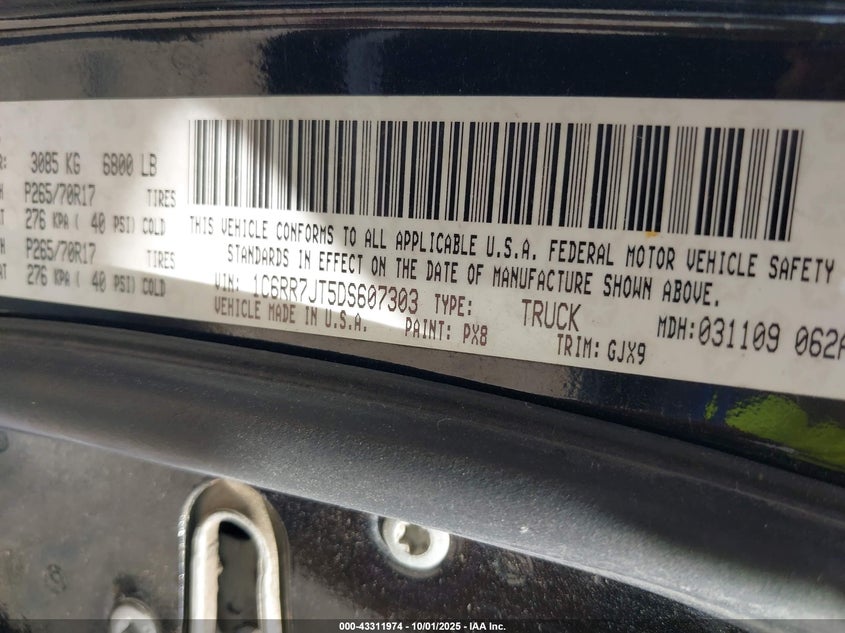 3085 KG 6800 LB
P265/70R17 TIRES
276 KPA ( 40 PSI) COLD
P265/70R17 TIRES
276 KPA ( 40 PSI) COLD
THIS VEHICLE CONFORMS TO ALL APPLICABLE U.S.A. FEDERAL MOTOR VEHICLE SAFETY
STANDARDS IN EFFECT ON THE DATE OF MANUFACTURE SHOWN ABOVE.
VIN: 1C6RR7JT5DS607303 TYPE: TRUCK MDH:031109 062A
VEHICLE MADE IN U.S.A. PAINT: PX8 TRIM: GJX9
000-43311974 | 10/01/2025 | IAA Inc.